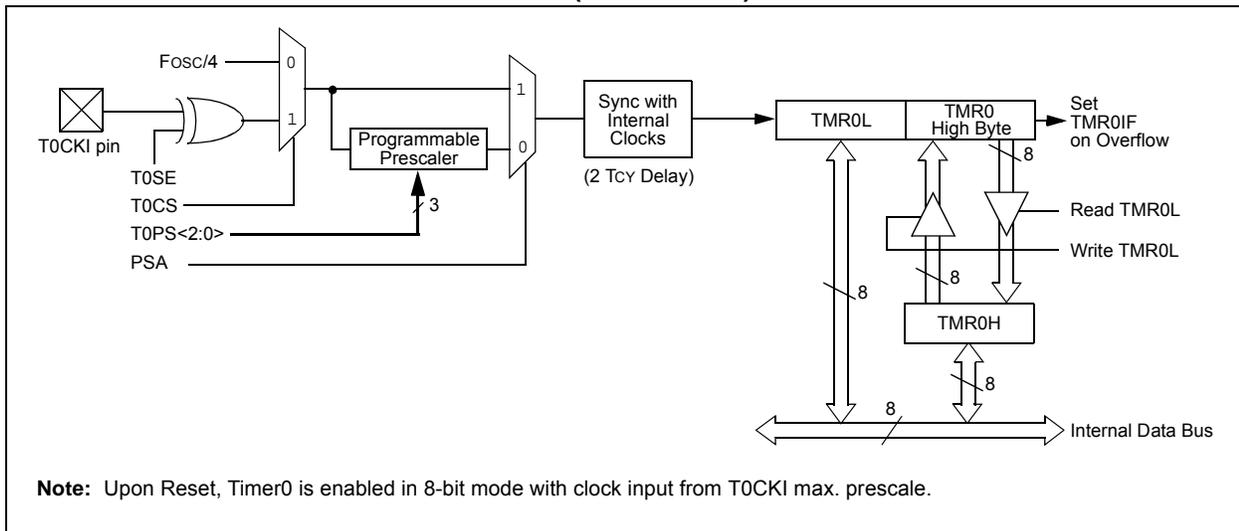 FOSC/4
0
1
T0CKI pin
T0SE
T0CS
T0PS<2:0>
PSA
Programmable
Prescaler
3
1
0
Sync with
Internal
Clocks
(2 TCY Delay)
TMR0L
TMR0
High Byte
Set
TMR0IF
on Overflow
8
Read TMR0L
Write TMR0L
8
8
TMR0H
8
8
Internal Data Bus
Note: Upon Reset, Timer0 is enabled in 8-bit mode with clock input from T0CKI max. prescale.